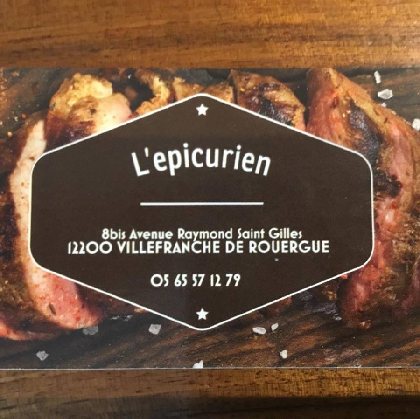 L'epicurien
8bis Avenue Raymond Saint Gilles
12200 VILLEFRANCHE DE ROUERGUE
05 65 57 12 79